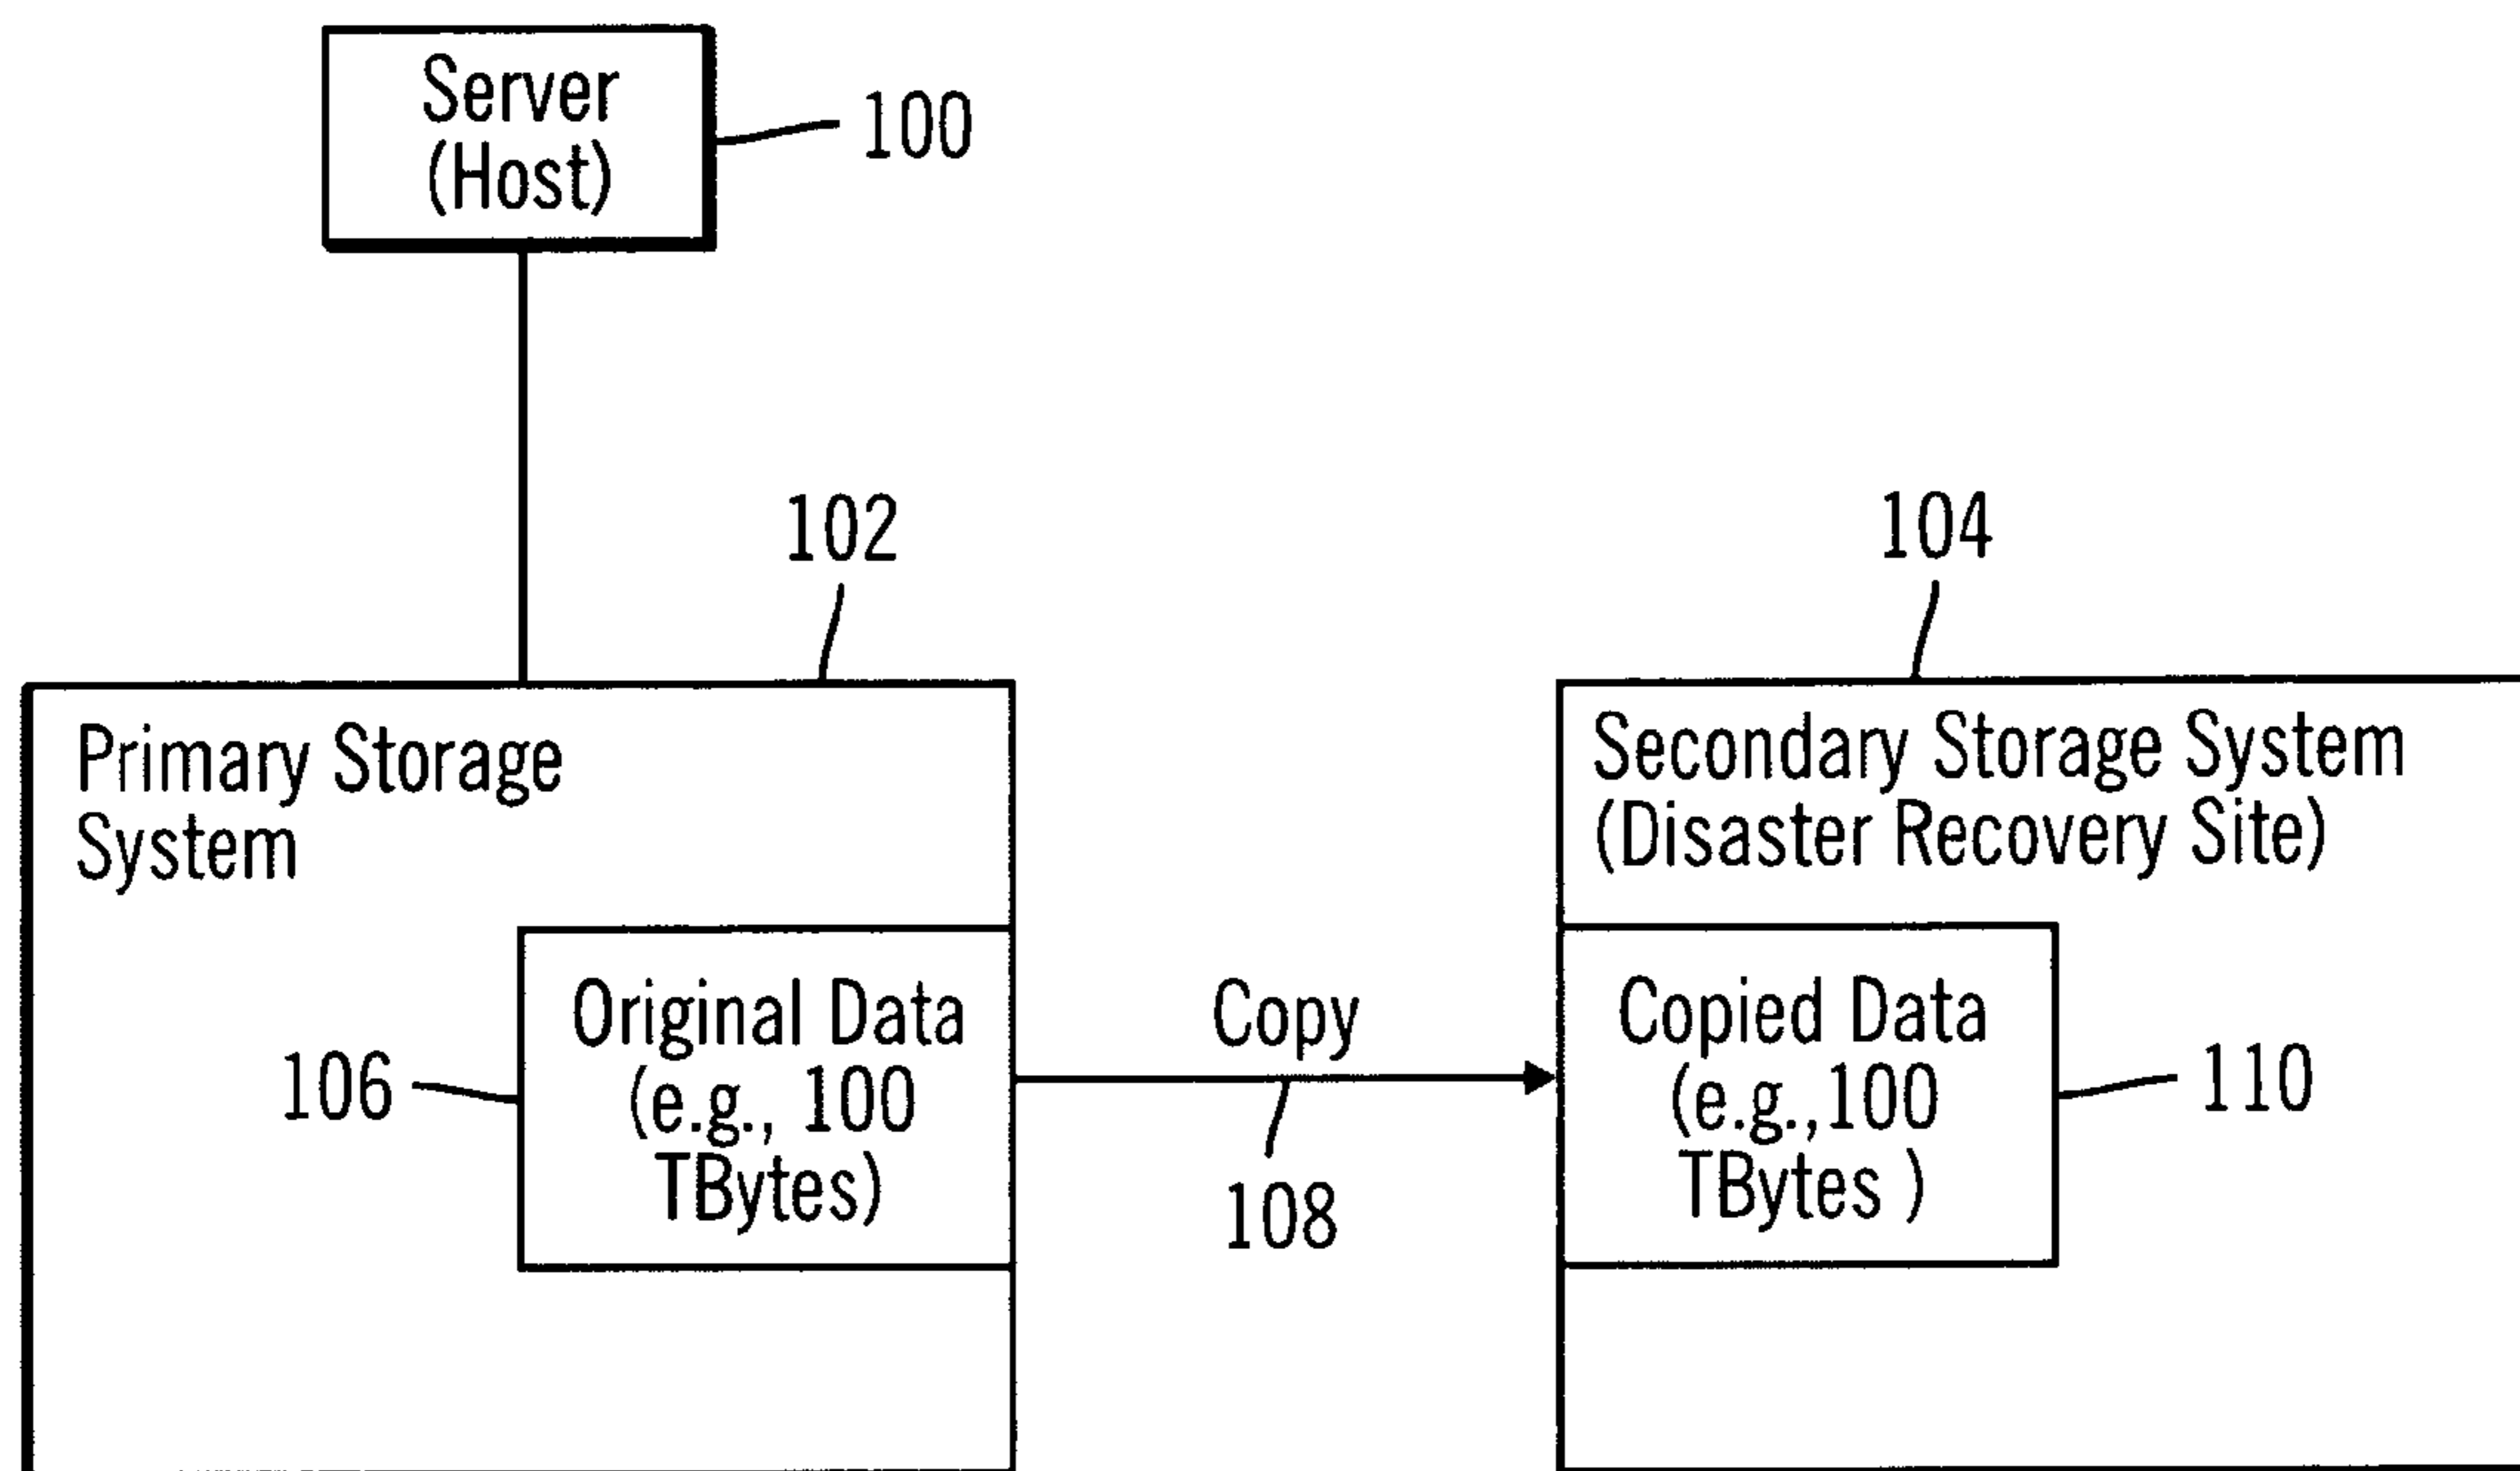 Server
(Host)
100
102
104
Primary Storage
System
Secondary Storage System
(Disaster Recovery Site)
Original Data
(e.g., 100
TBytes)
106
Copy
108
Copied Data
(e.g.,100
TBytes )
110